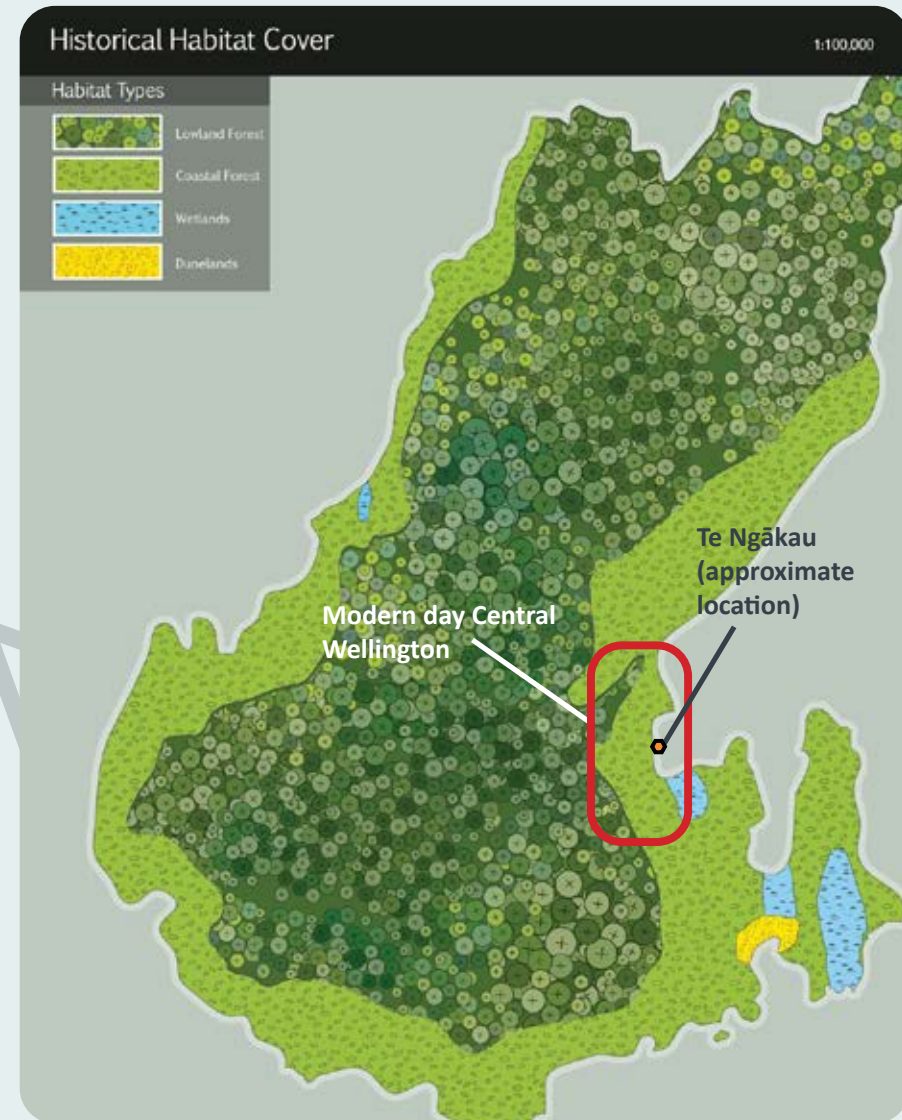 Historical Habitat Cover
1:100,000
Habitat Types
Lowland Forest
Coastal Forest
Wetlands
Dunelands
Te Ngākau
(approximate
location)
Modern day Central
Wellington